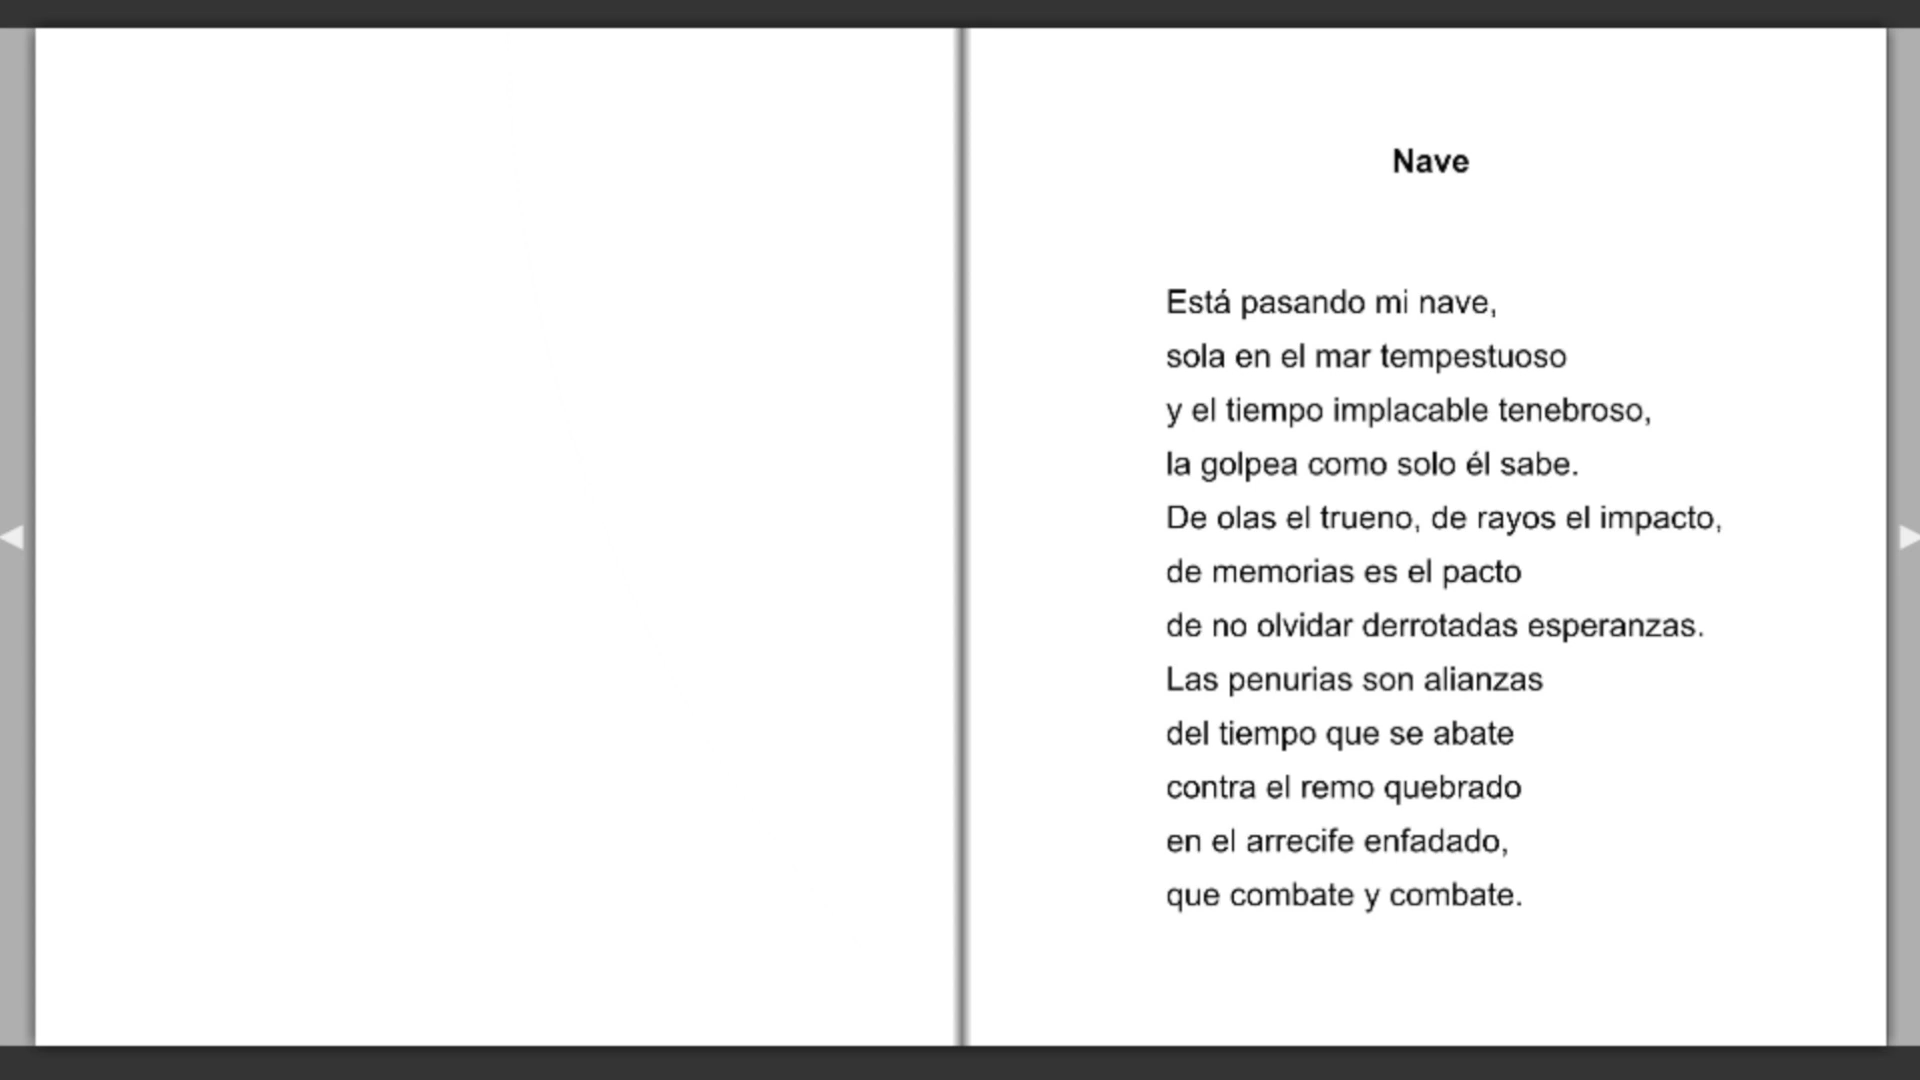 Nave
Está pasando mi nave,
sola en el mar tempestuoso
y el tiempo implacable tenebroso,
la golpea como solo él sabe.
De olas el trueno, de rayos el impacto,
de memorias es el pacto
de no olvidar derrotadas esperanzas.
Las penurias son alianzas
del tiempo que se abate
contra el remo quebrado
en el arrecife enfadado,
que combate y combate.